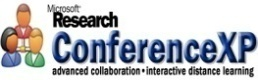 Microsoft
Research
ConferenceXP
advanced collaboration • interactive distance learning